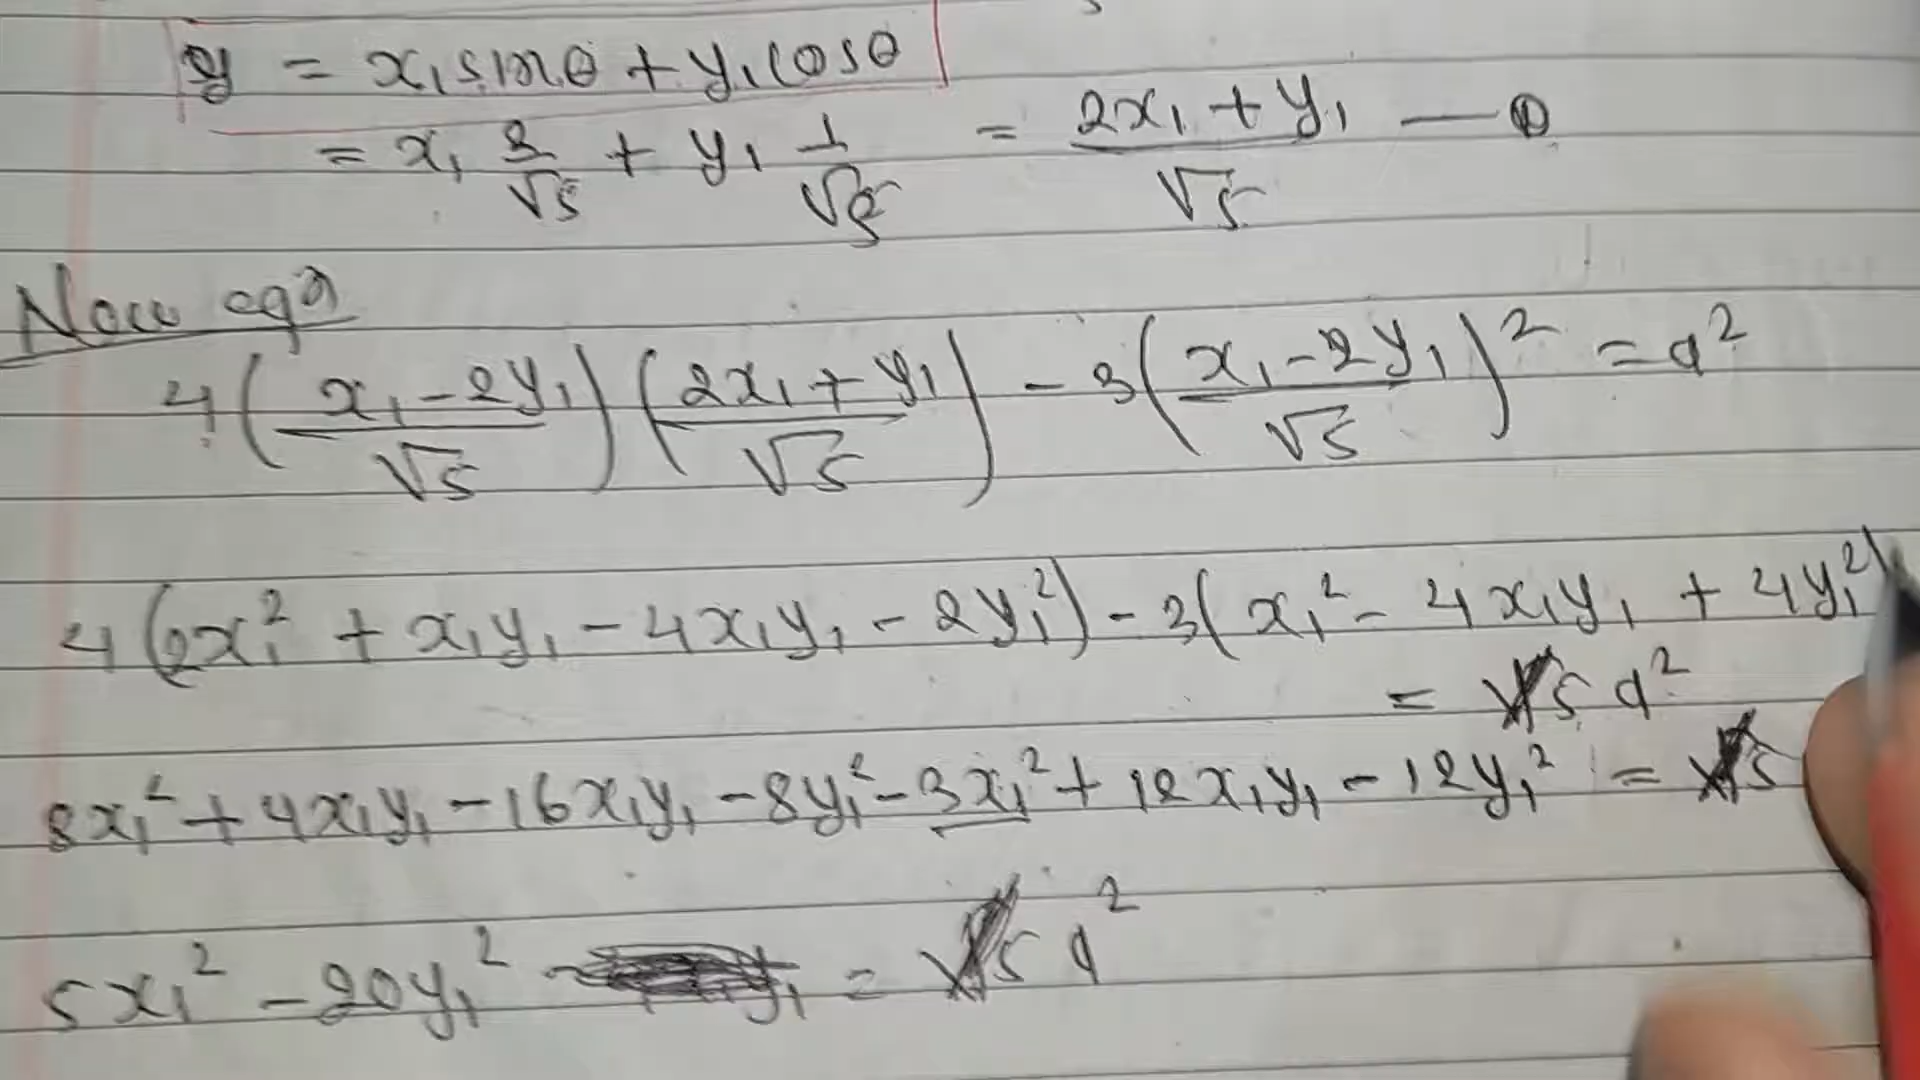 y = x₁sinθ + y₁cosθ
= x₁ 2/√5 + y₁ 1/√5 = (2x₁ + y₁)/√5 —
Now eqn
4((x₁ - 2y₁)/√5)((2x₁ + y₁)/√5) - 3((x₁ - 2y₁)/√5)² = a²
4(2x₁² + x₁y₁ - 4x₁y₁ - 2y₁²) - 3(x₁² - 4x₁y₁ + 4y₁²)
= 5a²
8x₁² + 4x₁y₁ - 16x₁y₁ - 8y₁² - 3x₁² + 12x₁y₁ - 12y₁² = 5
5x₁² - 20y₁² = 5a²